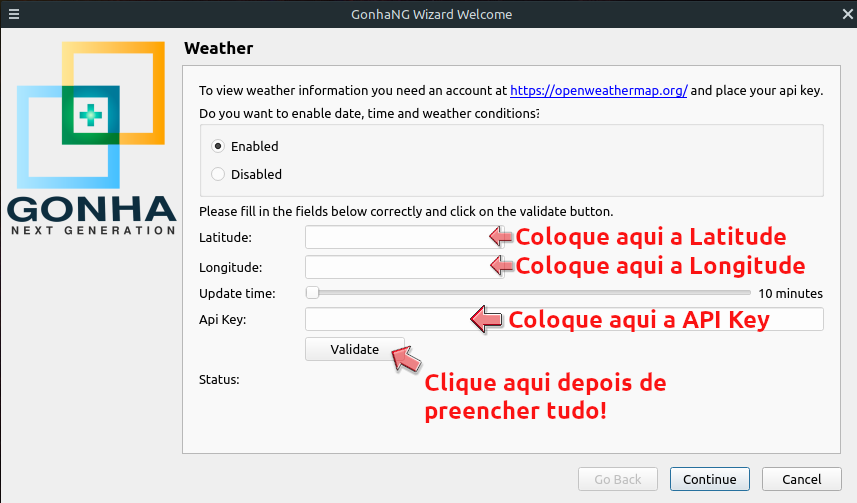 GonhaNG Wizard Welcome
Weather
GONHA
NEXT GENERATION
To view weather information you need an account at https://openweathermap.org/ and place your api key.
Do you want to enable date, time and weather conditions?
Enabled
Disabled
Please fill in the fields below correctly and click on the validate button.
Latitude: Coloque aqui a Latitude
Longitude: Coloque aqui a Longitude
Update time: 10 minutes
Api Key: Coloque aqui a API Key
Validate
Status:
Clique aqui depois de
preencher tudo!
Go Back Continue Cancel